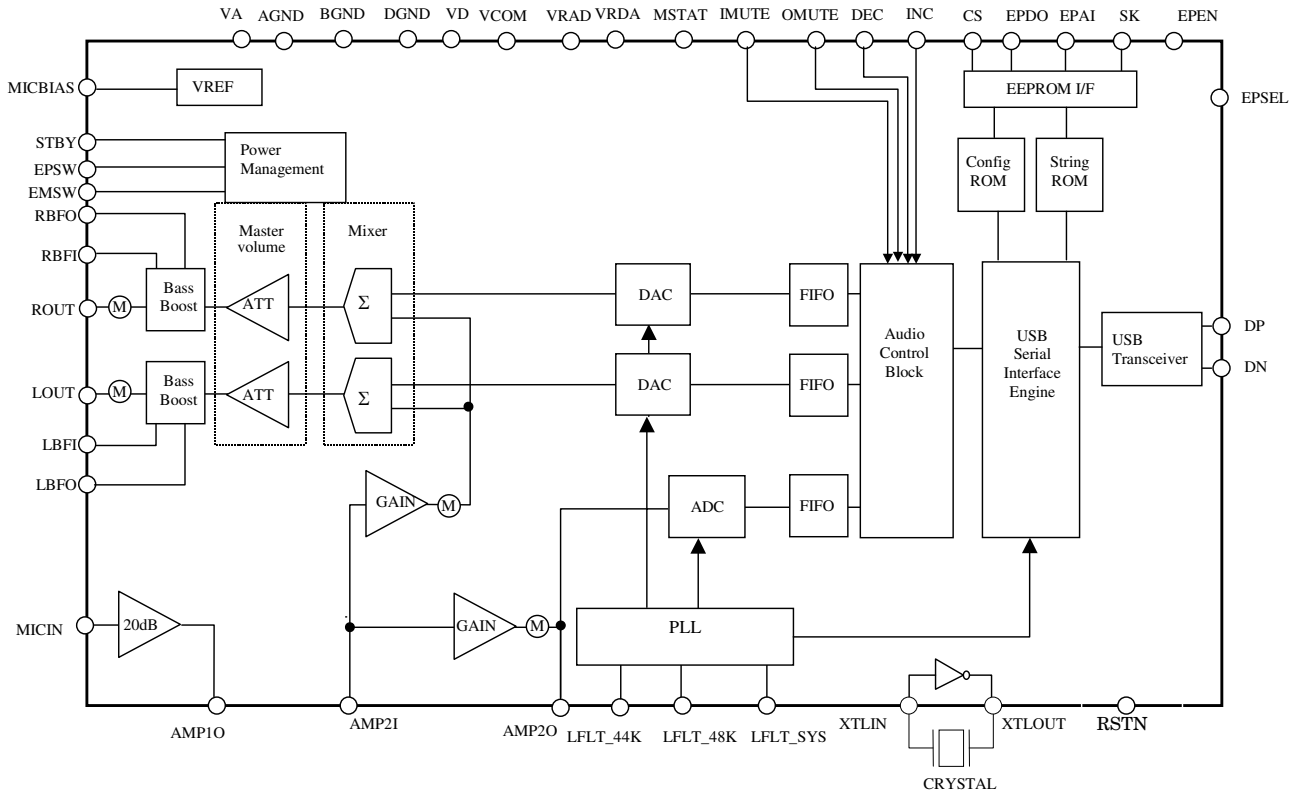 VA AGND BGND DGND VD VCOM VRAD VRDA MSTAT IMUTE OMUTE DEC INC CS EPDO EPAI SK EPEN
MICBIAS
VREF
EEPROM I/F
EPSEL
STBY
EPSW
EMSW
Power
Management
Config
ROM
String
ROM
RBFO
RBFI
ROUT
M
Bass
Boost
Master
volume
ATT
Mixer
Σ
DAC
FIFO
Audio
Control
Block
USB
Serial
Interface
Engine
USB
Transceiver
DP
DN
LOUT
M
Bass
Boost
ATT
Σ
DAC
FIFO
LBFI
LBFO
GAIN
M
ADC
FIFO
MICIN
20dB
GAIN
M
PLL
AMP1O
AMP2I
AMP2O
LFLT_44K
LFLT_48K
LFLT_SYS
XTLIN
XTLOUT
RSTN
CRYSTAL